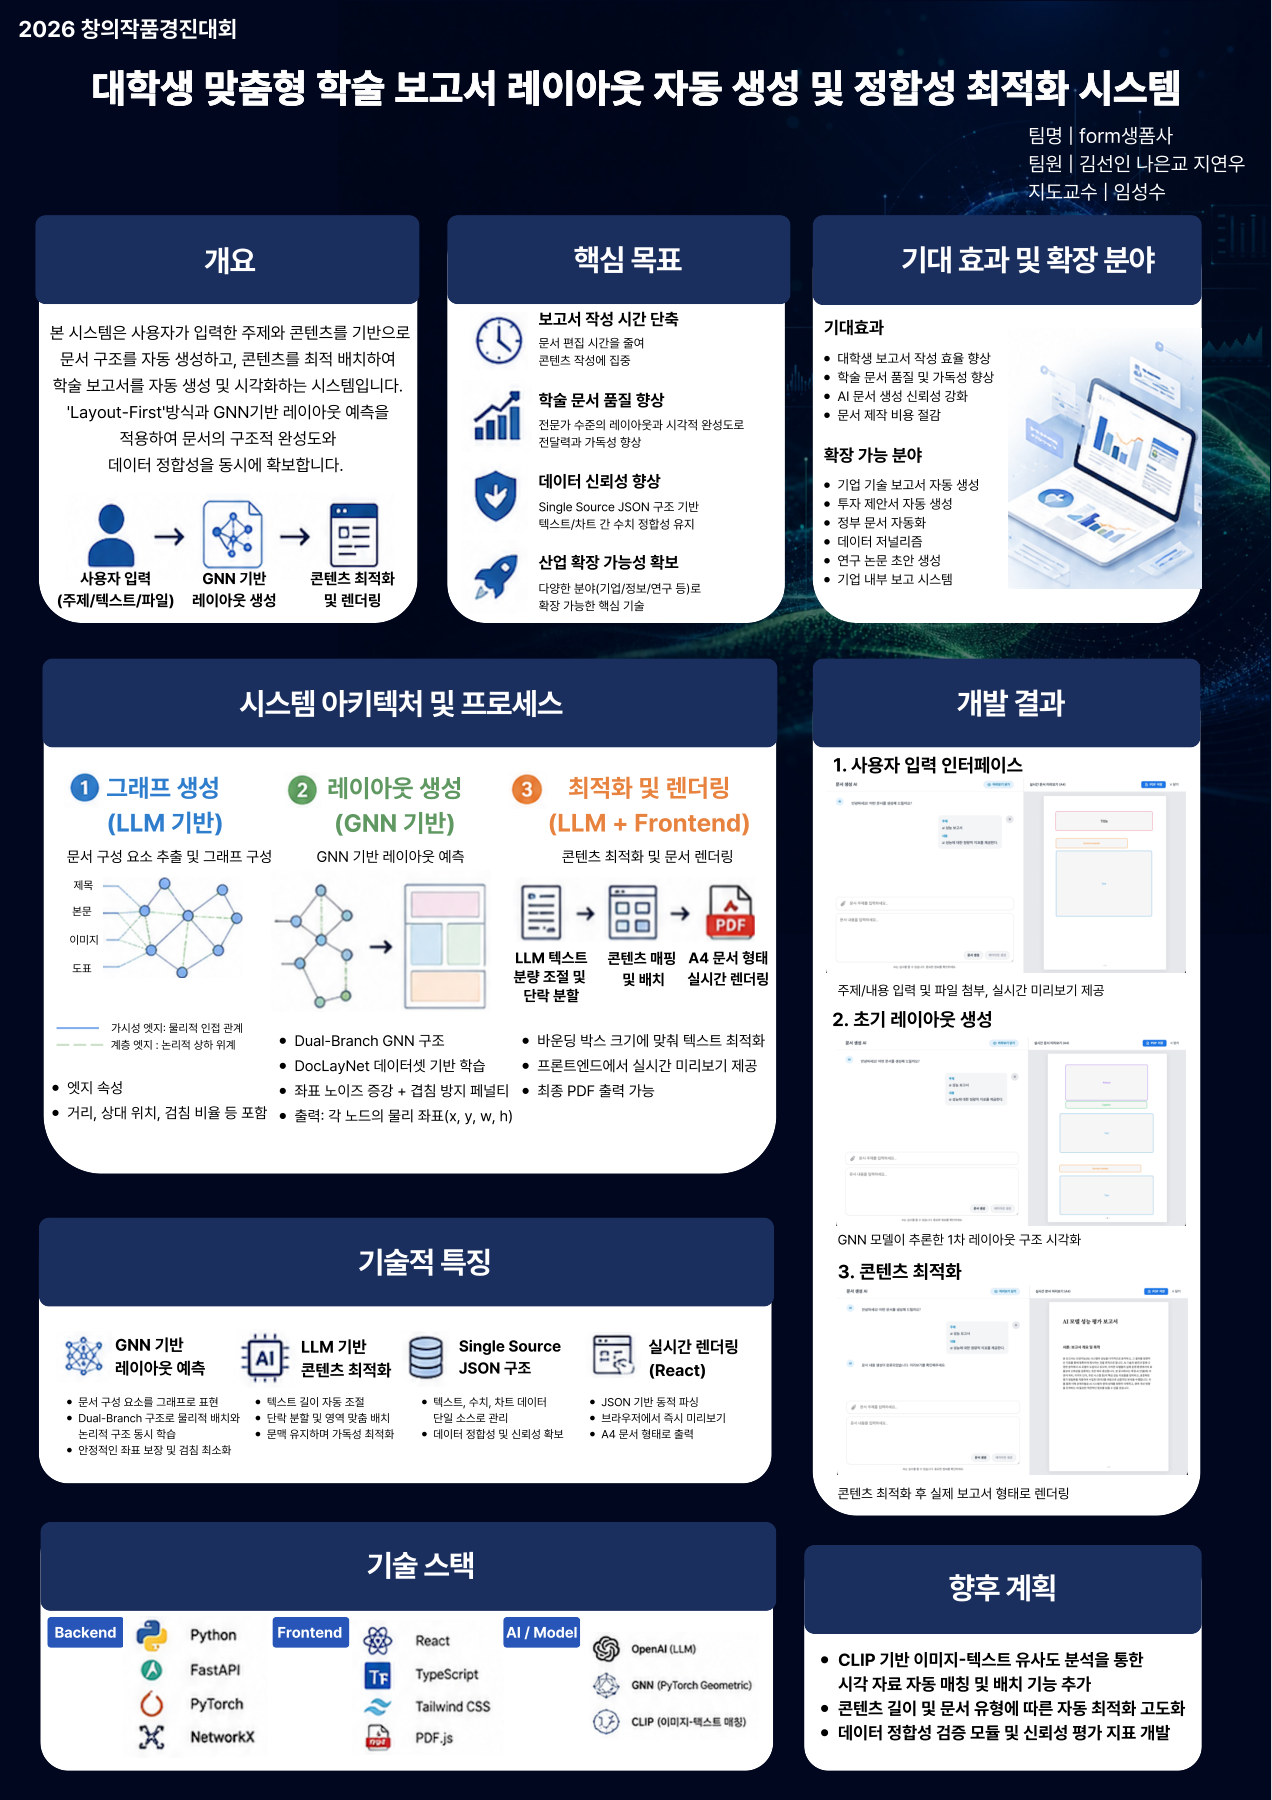 2026 창의작품경진대회
대학생 맞춤형 학술 보고서 레이아웃 자동 생성 및 정합성 최적화 시스템
팀명 | form생폼사
팀원 | 김선인 나은교 지연우
지도교수 | 임성수
개요
본 시스템은 사용자가 입력한 주제와 콘텐츠를 기반으로
문서 구조를 자동 생성하고, 콘텐츠를 최적 배치하여
학술 보고서를 자동 생성 및 시각화하는 시스템입니다.
'Layout-First'방식과 GNN기반 레이아웃 예측을
적용하여 문서의 구조적 완성도와
데이터 정합성을 동시에 확보합니다.
사용자 입력
(주제/텍스트/파일)
GNN 기반
레이아웃 생성
콘텐츠 최적화
및 렌더링
핵심 목표
보고서 작성 시간 단축
문서 편집 시간을 줄여
콘텐츠 작성에 집중
학술 문서 품질 향상
전문가 수준의 레이아웃과 시각적 완성도로
전달력과 가독성 향상
데이터 신뢰성 향상
Single Source JSON 구조 기반
텍스트/차트 간 수치 정합성 유지
산업 확장 가능성 확보
다양한 분야(기업/정보/연구 등)로
확장 가능한 핵심 기술
기대 효과 및 확장 분야
기대효과
• 대학생 보고서 작성 효율 향상
• 학술 문서 품질 및 가독성 향상
• AI 문서 생성 신뢰성 강화
• 문서 제작 비용 절감
확장 가능 분야
• 기업 기술 보고서 자동 생성
• 투자 제안서 자동 생성
• 정부 문서 자동화
• 데이터 저널리즘
• 연구 논문 초안 생성
• 기업 내부 보고 시스템
시스템 아키텍처 및 프로세스
1 그래프 생성
(LLM 기반)
문서 구성 요소 추출 및 그래프 구성
제목
본문
이미지
도표
가시성 엣지: 물리적 인접 관계
계층 엣지 : 논리적 상하 위계
• 엣지 속성
• 거리, 상대 위치, 겹침 비율 등 포함
2 레이아웃 생성
(GNN 기반)
GNN 기반 레이아웃 예측
• Dual-Branch GNN 구조
• DocLayNet 데이터셋 기반 학습
• 좌표 노이즈 증강 + 겹침 방지 페널티
• 출력: 각 노드의 물리 좌표(x, y, w, h)
3 최적화 및 렌더링
(LLM + Frontend)
콘텐츠 최적화 및 문서 렌더링
PDF
LLM 텍스트
분량 조절 및
단락 분할
콘텐츠 매핑
및 배치
A4 문서 형태
실시간 렌더링
• 바운딩 박스 크기에 맞춰 텍스트 최적화
• 프론트엔드에서 실시간 미리보기 제공
• 최종 PDF 출력 가능
개발 결과
1. 사용자 입력 인터페이스
문서 생성 AI
Title
주제/내용 입력 및 파일 첨부, 실시간 미리보기 제공
2. 초기 레이아웃 생성
문서 생성 AI
GNN 모델이 추론한 1차 레이아웃 구조 시각화
3. 콘텐츠 최적화
문서 생성 AI
AI 모델 성능 평가 보고서
콘텐츠 최적화 후 실제 보고서 형태로 렌더링
기술적 특징
GNN 기반
레이아웃 예측
• 문서 구성 요소를 그래프로 표현
• Dual-Branch 구조로 물리적 배치와
논리적 구조 동시 학습
• 안정적인 좌표 보장 및 겹침 최소화
AI
LLM 기반
콘텐츠 최적화
• 텍스트 길이 자동 조절
• 단락 분할 및 영역 맞춤 배치
• 문맥 유지하며 가독성 최적화
Single Source
JSON 구조
• 텍스트, 수치, 차트 데이터
단일 소스로 관리
• 데이터 정합성 및 신뢰성 확보
실시간 렌더링
(React)
• JSON 기반 동적 파싱
• 브라우저에서 즉시 미리보기
• A4 문서 형태로 출력
기술 스택
Backend
Python
FastAPI
PyTorch
NetworkX
Frontend
React
TypeScript
Tailwind CSS
PDF.js
AI / Model
OpenAI (LLM)
GNN (PyTorch Geometric)
CLIP (이미지-텍스트 매칭)
향후 계획
• CLIP 기반 이미지-텍스트 유사도 분석을 통한
시각 자료 자동 매칭 및 배치 기능 추가
• 콘텐츠 길이 및 문서 유형에 따른 자동 최적화 고도화
• 데이터 정합성 검증 모듈 및 신뢰성 평가 지표 개발